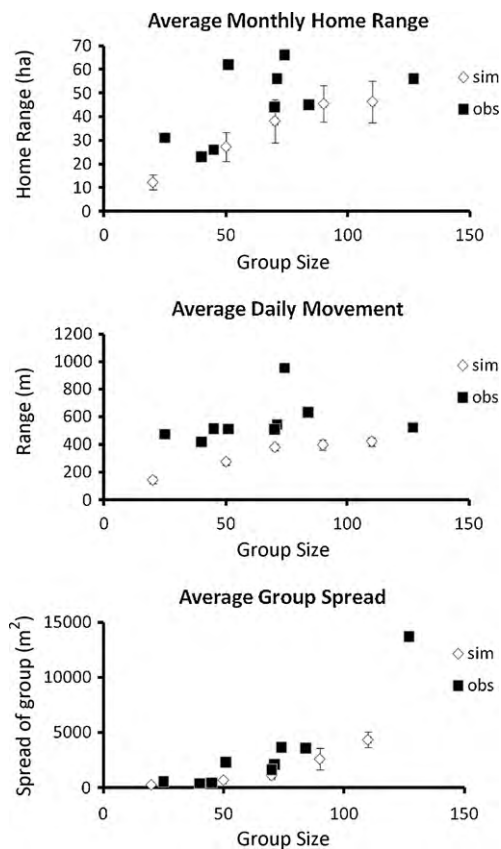 Average Monthly Home Range
Home Range (ha)
70
60
50
40
30
20
10
0
0 50 100 150
Group Size
sim
obs
Average Daily Movement
Range (m)
1200
1000
800
600
400
200
0
0 50 100 150
Group Size
sim
obs
Average Group Spread
Spread of group (m²)
15000
10000
5000
0
0 50 100 150
Group Size
sim
obs